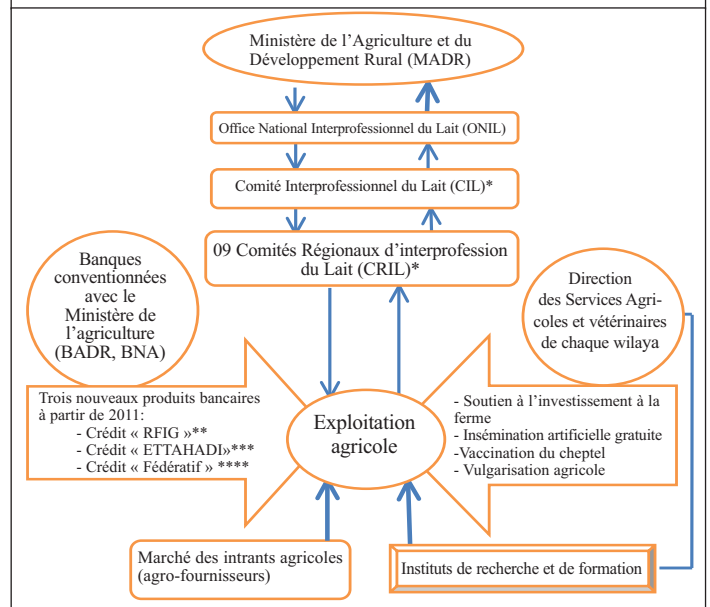 Ministère de l’Agriculture et du
Développement Rural (MADR)
Office National Interprofessionnel du Lait (ONIL)
Comité Interprofessionnel du Lait (CIL)*
09 Comités Régionaux d’interprofession
du Lait (CRIL)*
Banques
conventionnées
avec le
Ministère de
l’agriculture
(BADR, BNA)
Direction
des Services Agri-
coles et vétérinaires
de chaque wilaya
Trois nouveaux produits bancaires
à partir de 2011:
- Crédit « RFIG »**
- Crédit « ETTAHADI»***
- Crédit « Fédératif » ****
Exploitation
agricole
- Soutien à l’investissement à la
ferme
- Insémination artificielle gratuite
-Vaccination du cheptel
- Vulgarisation agricole
Marché des intrants agricoles
(agro-fournisseurs)
Instituts de recherche et de formation